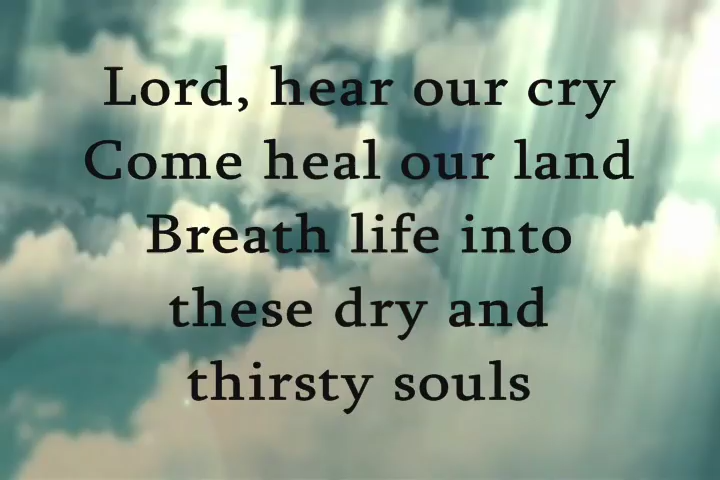 Lord, hear our cry
Come heal our land
Breath life into
these dry and
thirsty souls